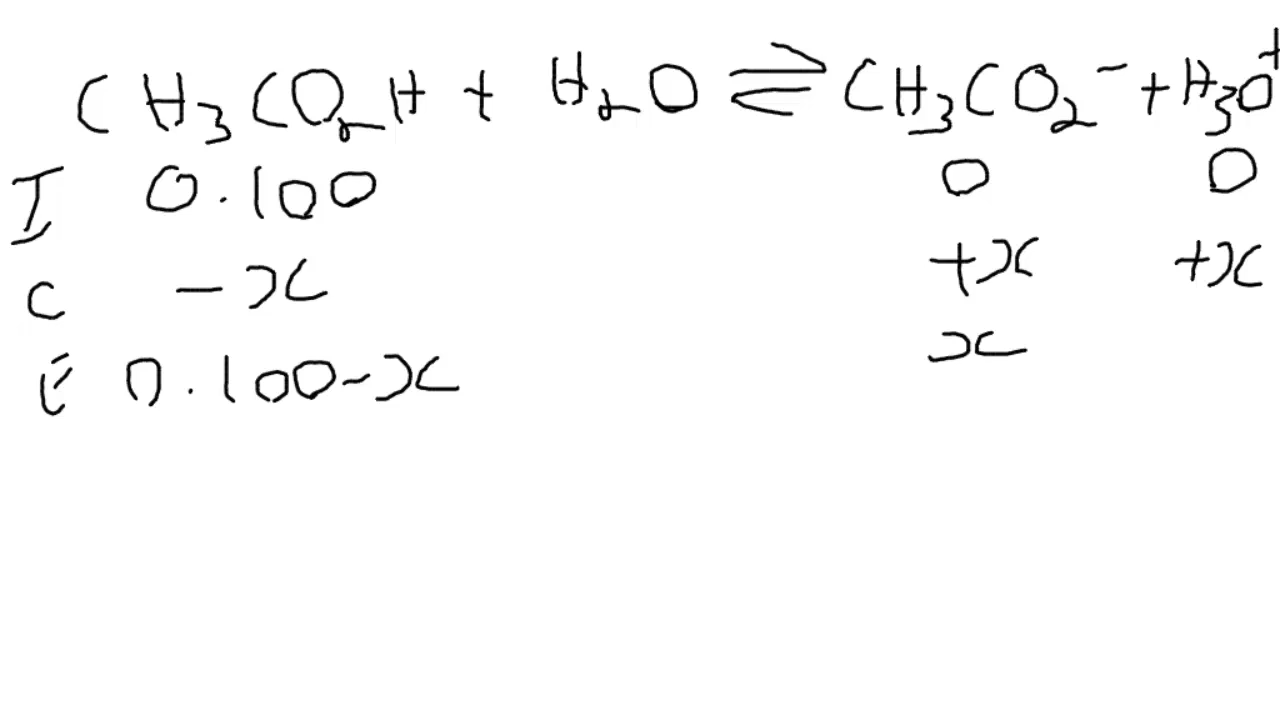 CH₃CO₂H + H₂O ⇌ CH₃CO₂⁻ + H₃O⁺
I 0.100 0 0
C -x +x +x
E 0.100-x x